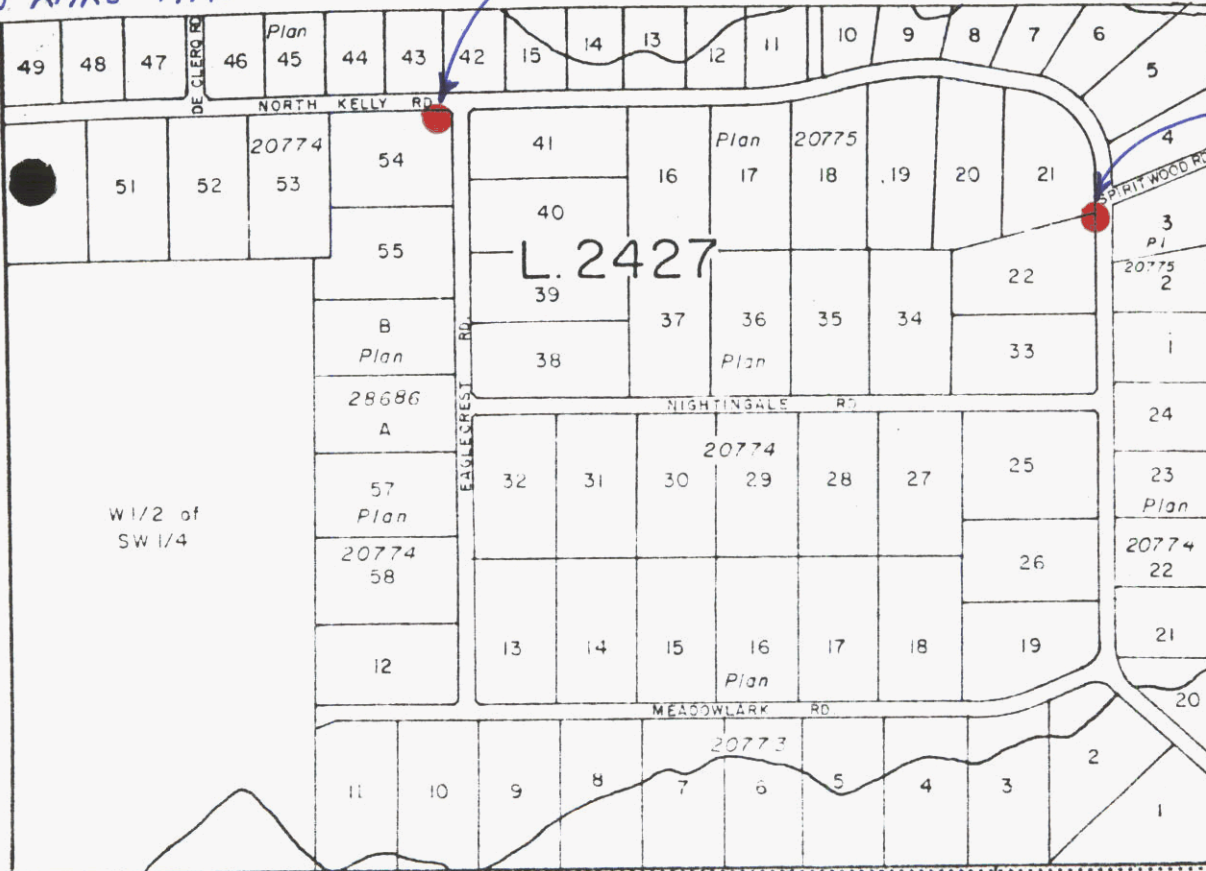 49 48 47 DE CLERQ RD 46 Plan 45 44 43 42 15 14 13 12 11 10 9 8 7 6 5
NORTH KELLY RD
51 52 20774 53 54 41 16 Plan 17 20775 18 19 20 21 4
SPIRITWOOD RD
55 40 3
L. 2427
39 22 20775 2
B Plan 38 37 36 Plan 35 34 33 1
EAGLECREST RD.
28686 A
NIGHTINGALE RD
24
20774
57 Plan 32 31 30 29 28 27 25 23 Plan
W 1/2 of
SW 1/4
20774 58 26 20774 22
12 13 14 15 16 Plan 17 18 19 21
MEADOWLARK RD. 20
20773
11 10 9 8 7 6 5 4 3 2 1